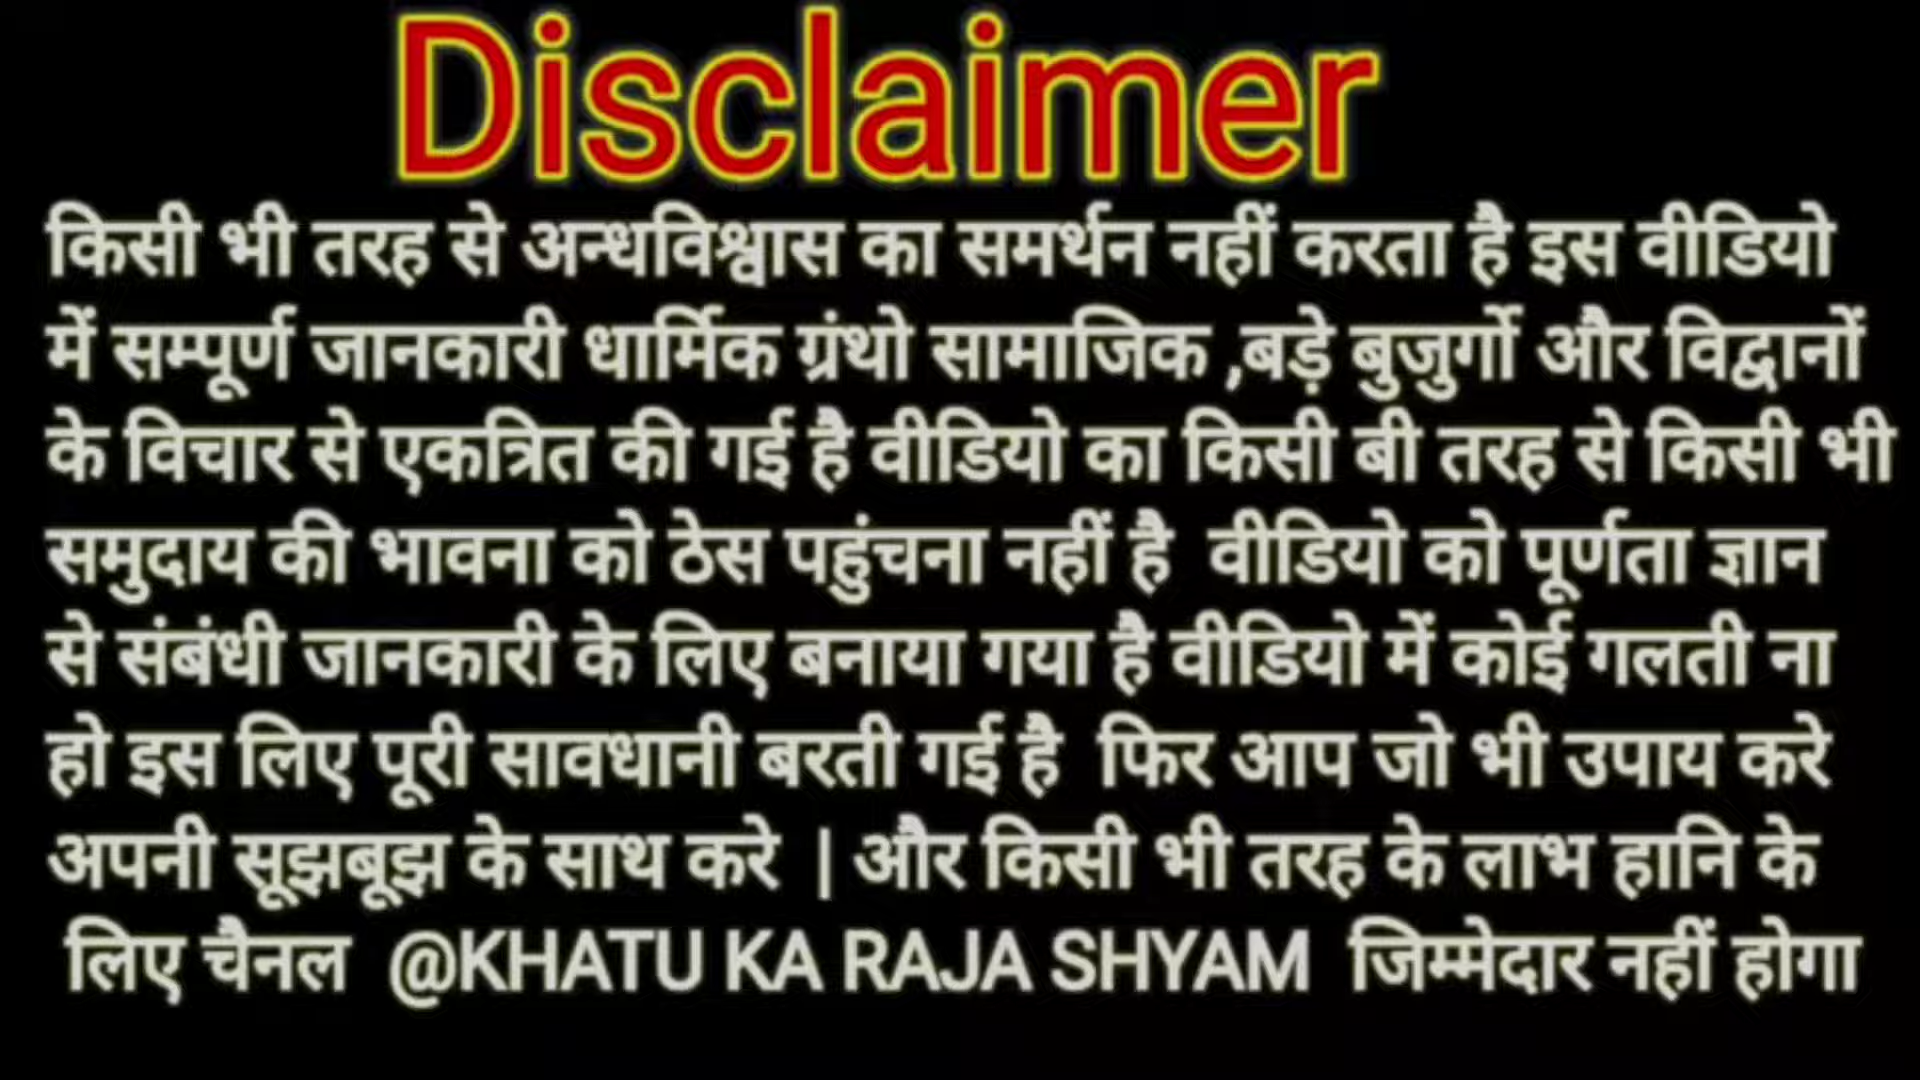 Disclaimer
किसी भी तरह से अन्धविश्वास का समर्थन नहीं करता है इस वीडियो
में सम्पूर्ण जानकारी धार्मिक ग्रंथो सामाजिक ,बड़े बुजुर्गो और विद्वानों
के विचार से एकत्रित की गई है वीडियो का किसी बी तरह से किसी भी
समुदाय की भावना को ठेस पहुंचना नहीं है वीडियो को पूर्णता ज्ञान
से संबंधी जानकारी के लिए बनाया गया है वीडियो में कोई गलती ना
हो इस लिए पूरी सावधानी बरती गई है फिर आप जो भी उपाय करे
अपनी सूझबूझ के साथ करे | और किसी भी तरह के लाभ हानि के
लिए चैनल @KHATU KA RAJA SHYAM जिम्मेदार नहीं होगा